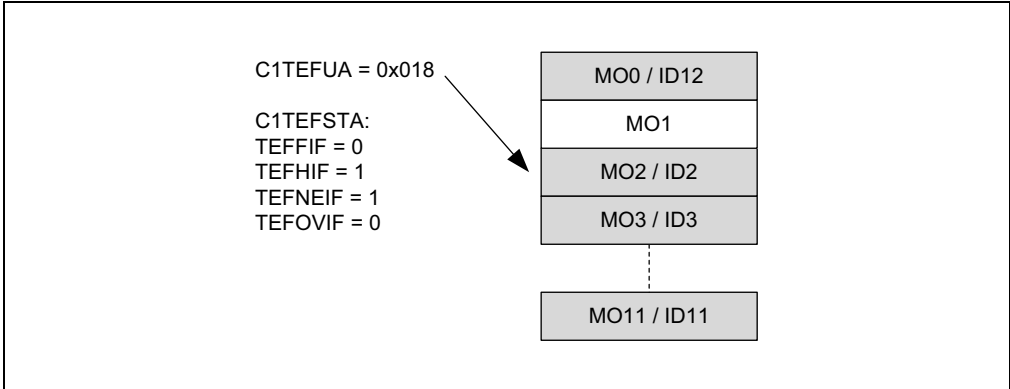 C1TEFUA = 0x018
C1TEFSTA:
TEFFIF = 0
TEFHIF = 1
TEFNEIF = 1
TEFOVIF = 0
MO0 / ID12
MO1
MO2 / ID2
MO3 / ID3
MO11 / ID11